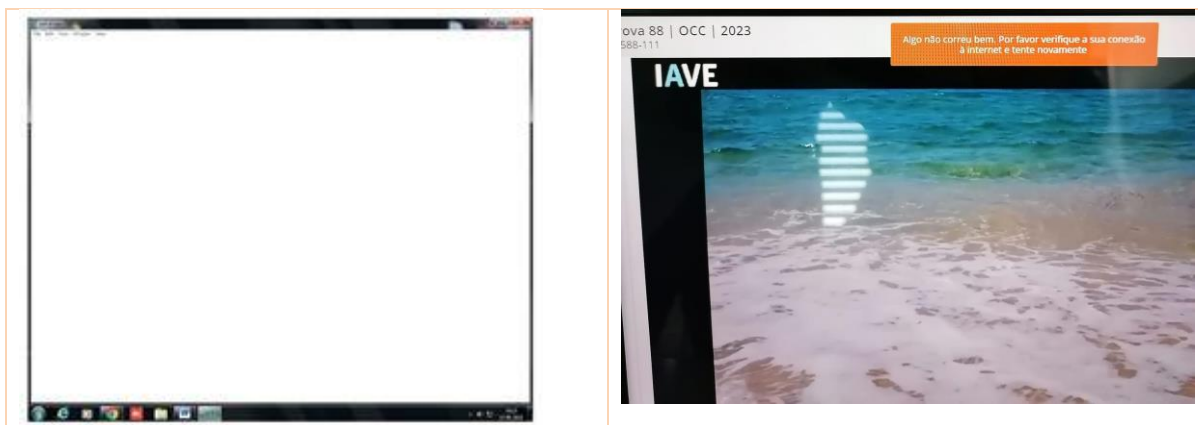 ova 88 | OCC | 2023
588-111
Algo não correu bem. Por favor verifique a sua conexão
à internet e tente novamente
IAVE